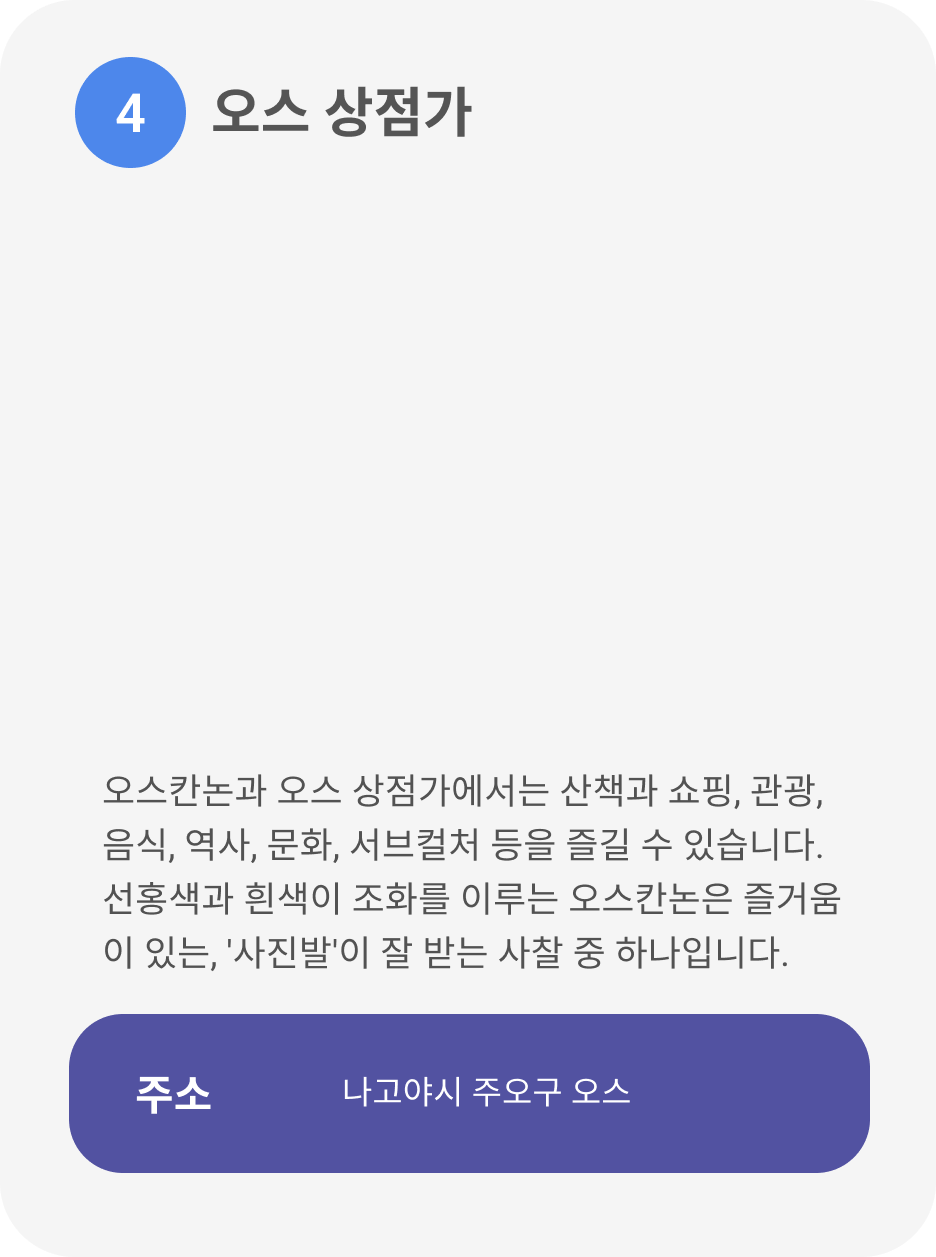 4 오스 상점가
오스칸논과 오스 상점가에서는 산책과 쇼핑, 관광,
음식, 역사, 문화, 서브컬처 등을 즐길 수 있습니다.
선홍색과 흰색이 조화를 이루는 오스칸논은 즐거움
이 있는, '사진발'이 잘 받는 사찰 중 하나입니다.
주소 나고야시 주오구 오스